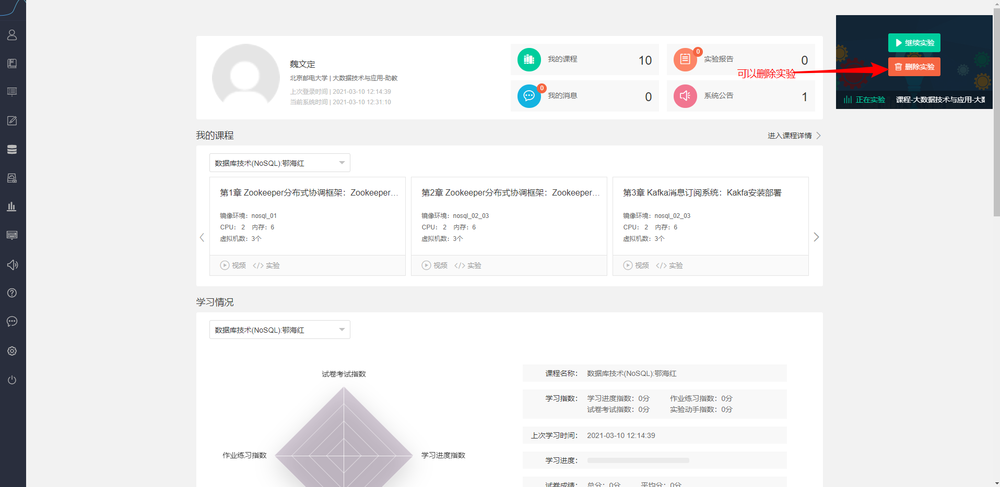 魏文定
北京邮电大学 | 大数据技术与应用-助教
上次登录时间 | 2021-03-10 12:14:39
当前系统时间 | 2021-03-10 12:31:10
我的课程 10
0 实验报告 0
0 我的消息 0
系统公告 1
继续实验
删除实验
可以删除实验
正在实验 课程-大数据技术与应用-大数
我的课程
进入课程详情
数据库技术(NoSQL):鄂海红
第1章 Zookeeper分布式协调框架：Zookeeper…
镜像环境：nosql_01
CPU： 2 内存：6
虚拟机数：3个
视频 </> 实验
第2章 Zookeeper分布式协调框架：Zookeeper…
镜像环境：nosql_02_03
CPU： 2 内存：6
虚拟机数：3个
视频 </> 实验
第3章 Kafka消息订阅系统：Kakfa安装部署
镜像环境：nosql_02_03
CPU： 2 内存：6
虚拟机数：3个
视频 </> 实验
学习情况
数据库技术(NoSQL):鄂海红
试卷考试指数
作业练习指数
学习进度指数
课程名称： 数据库技术(NoSQL):鄂海红
学习指数： 学习进度指数：0分 作业练习指数：0分
试卷考试指数：0分 实验动手指数：0分
上次学习时间： 2021-03-10 12:14:39
学习进度：
试卷成绩： 总分：0分 平均分：0分